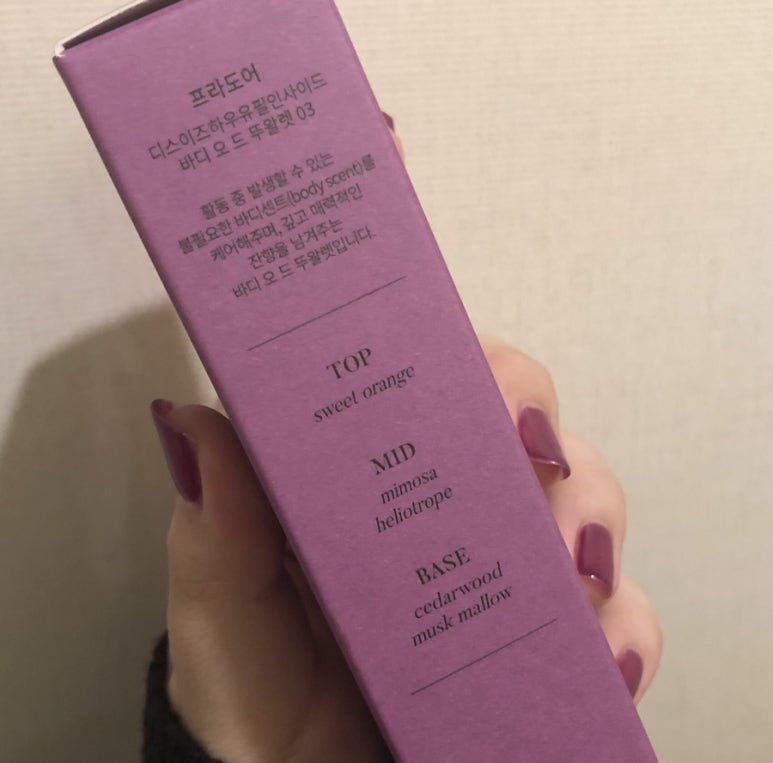 프라도어
디스이즈하우유필인사이드
바디 오 드 뚜왈렛 03
활동 중 발생할 수 있는
불필요한 바디센트(body scent)를
케어해주며, 깊고 매력적인
잔향을 남겨주는
바디 오 드 뚜왈렛입니다.
TOP
sweet orange
MID
mimosa
heliotrope
BASE
cedarwood
musk mallow